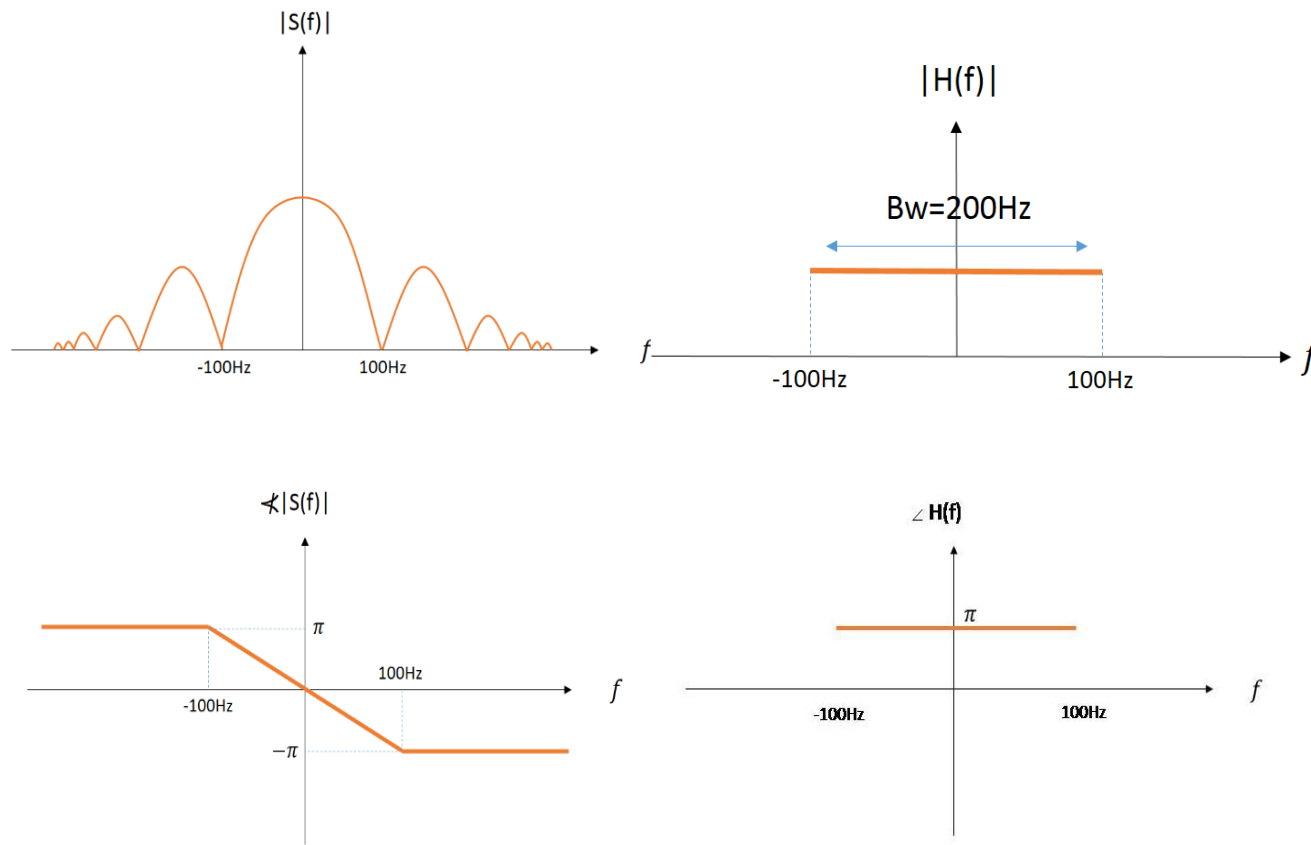 |S(f)|
-100Hz
100Hz
|H(f)|
Bw=200Hz
f
f
-100Hz
100Hz
∢|S(f)|
π
100Hz
-100Hz
f
−π
∠ H(f)
π
f
-100Hz
100Hz